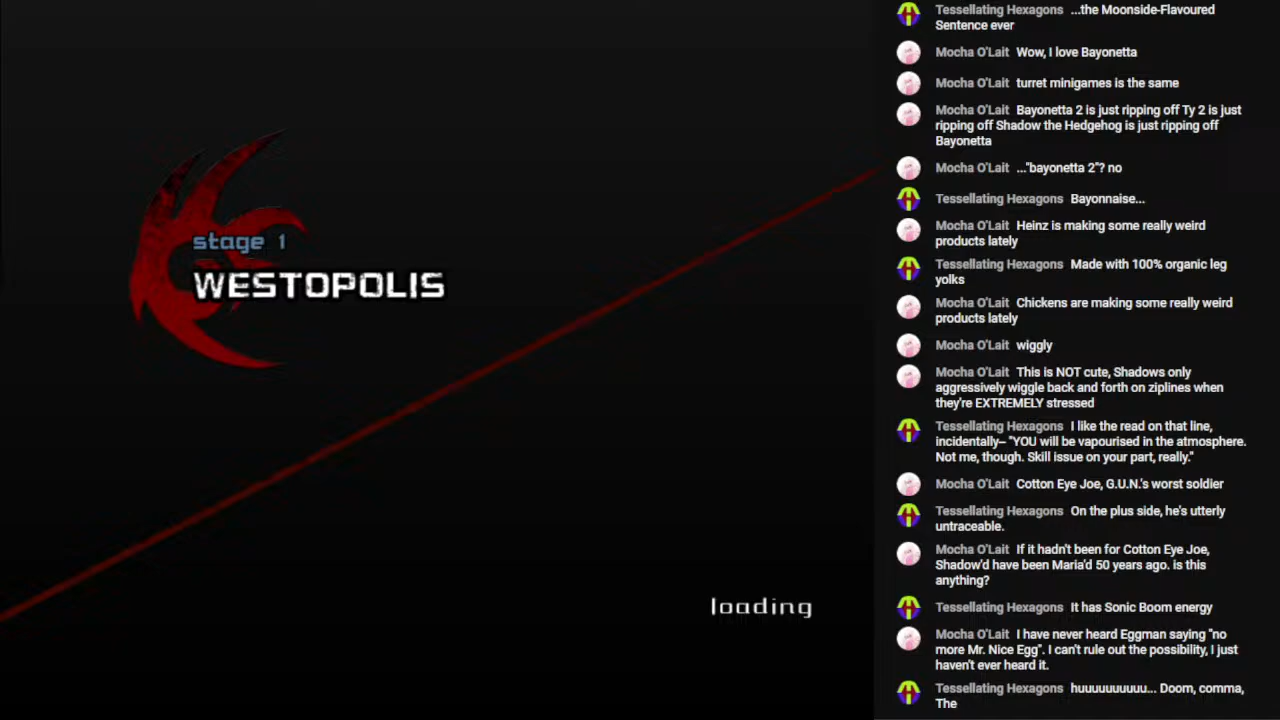 stage 1
WESTOPOLIS
loading
Tessellating Hexagons ...the Moonside-Flavoured
Sentence ever
Mocha O'Lait Wow, I love Bayonetta
Mocha O'Lait turret minigames is the same
Mocha O'Lait Bayonetta 2 is just ripping off Ty 2 is just
ripping off Shadow the Hedgehog is just ripping off
Bayonetta
Mocha O'Lait ..."bayonetta 2"? no
Tessellating Hexagons Bayonnaise...
Mocha O'Lait Heinz is making some really weird
products lately
Tessellating Hexagons Made with 100% organic leg
yolks
Mocha O'Lait Chickens are making some really weird
products lately
Mocha O'Lait wiggly
Mocha O'Lait This is NOT cute, Shadows only
aggressively wiggle back and forth on ziplines when
they're EXTREMELY stressed
Tessellating Hexagons I like the read on that line,
incidentally– "YOU will be vapourised in the atmosphere.
Not me, though. Skill issue on your part, really."
Mocha O'Lait Cotton Eye Joe, G.U.N.'s worst soldier
Tessellating Hexagons On the plus side, he's utterly
untraceable.
Mocha O'Lait If it hadn't been for Cotton Eye Joe,
Shadow'd have been Maria'd 50 years ago. is this
anything?
Tessellating Hexagons It has Sonic Boom energy
Mocha O'Lait I have never heard Eggman saying "no
more Mr. Nice Egg". I can't rule out the possibility, I just
haven't ever heard it.
Tessellating Hexagons huuuuuuuuuu... Doom, comma,
The